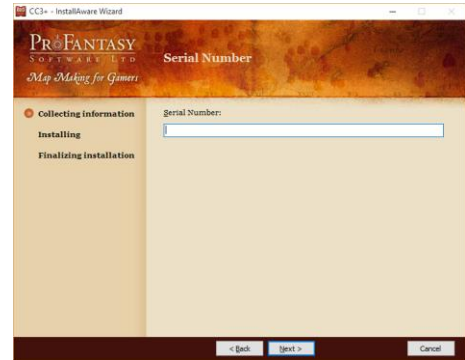 CC3+ - InstallAware Wizard
PROFANTASY
SOFTWARE LTD
Map Making for Gamers
Serial Number
Collecting information
Installing
Finalizing installation
Serial Number:
< Back
Next >
Cancel